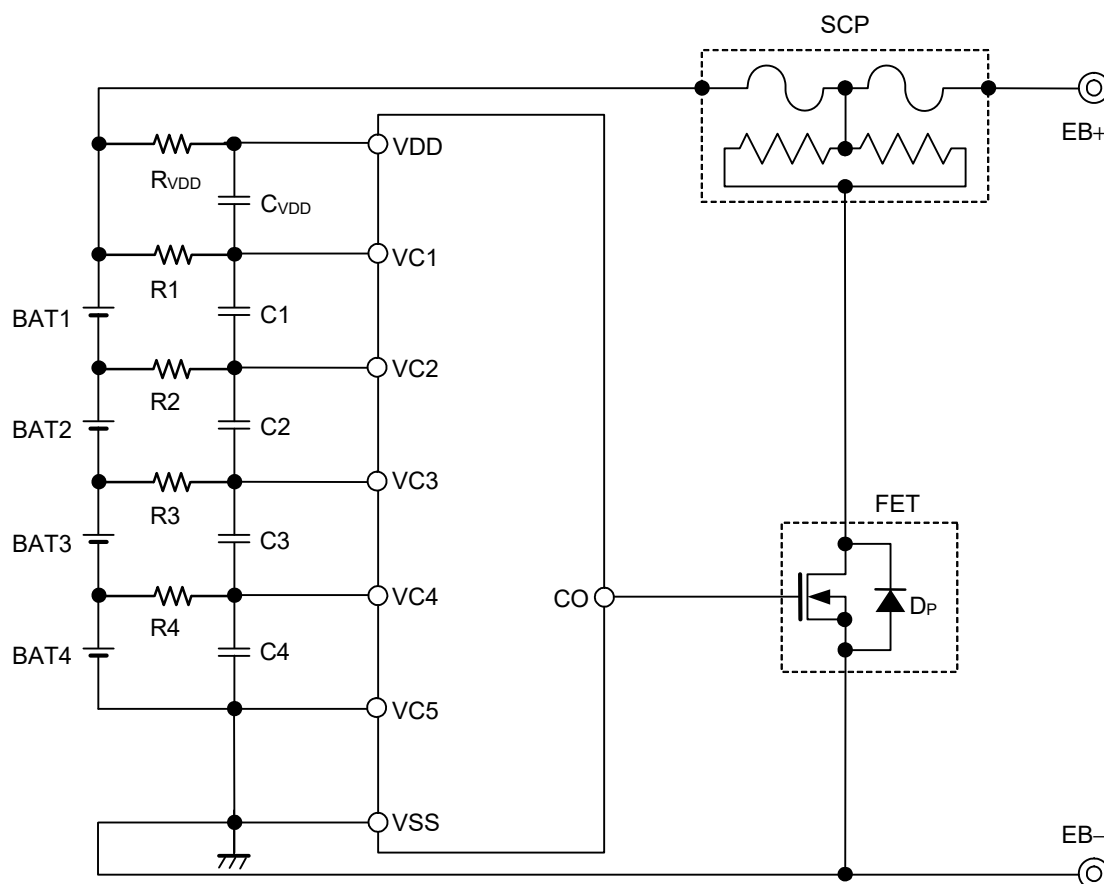 SCP
EB+
VDD
RVDD
CVDD
VC1
R1
BAT1
C1
VC2
R2
BAT2
C2
VC3
R3
FET
BAT3
C3
VC4
CO
DP
R4
BAT4
C4
VC5
VSS
EB−